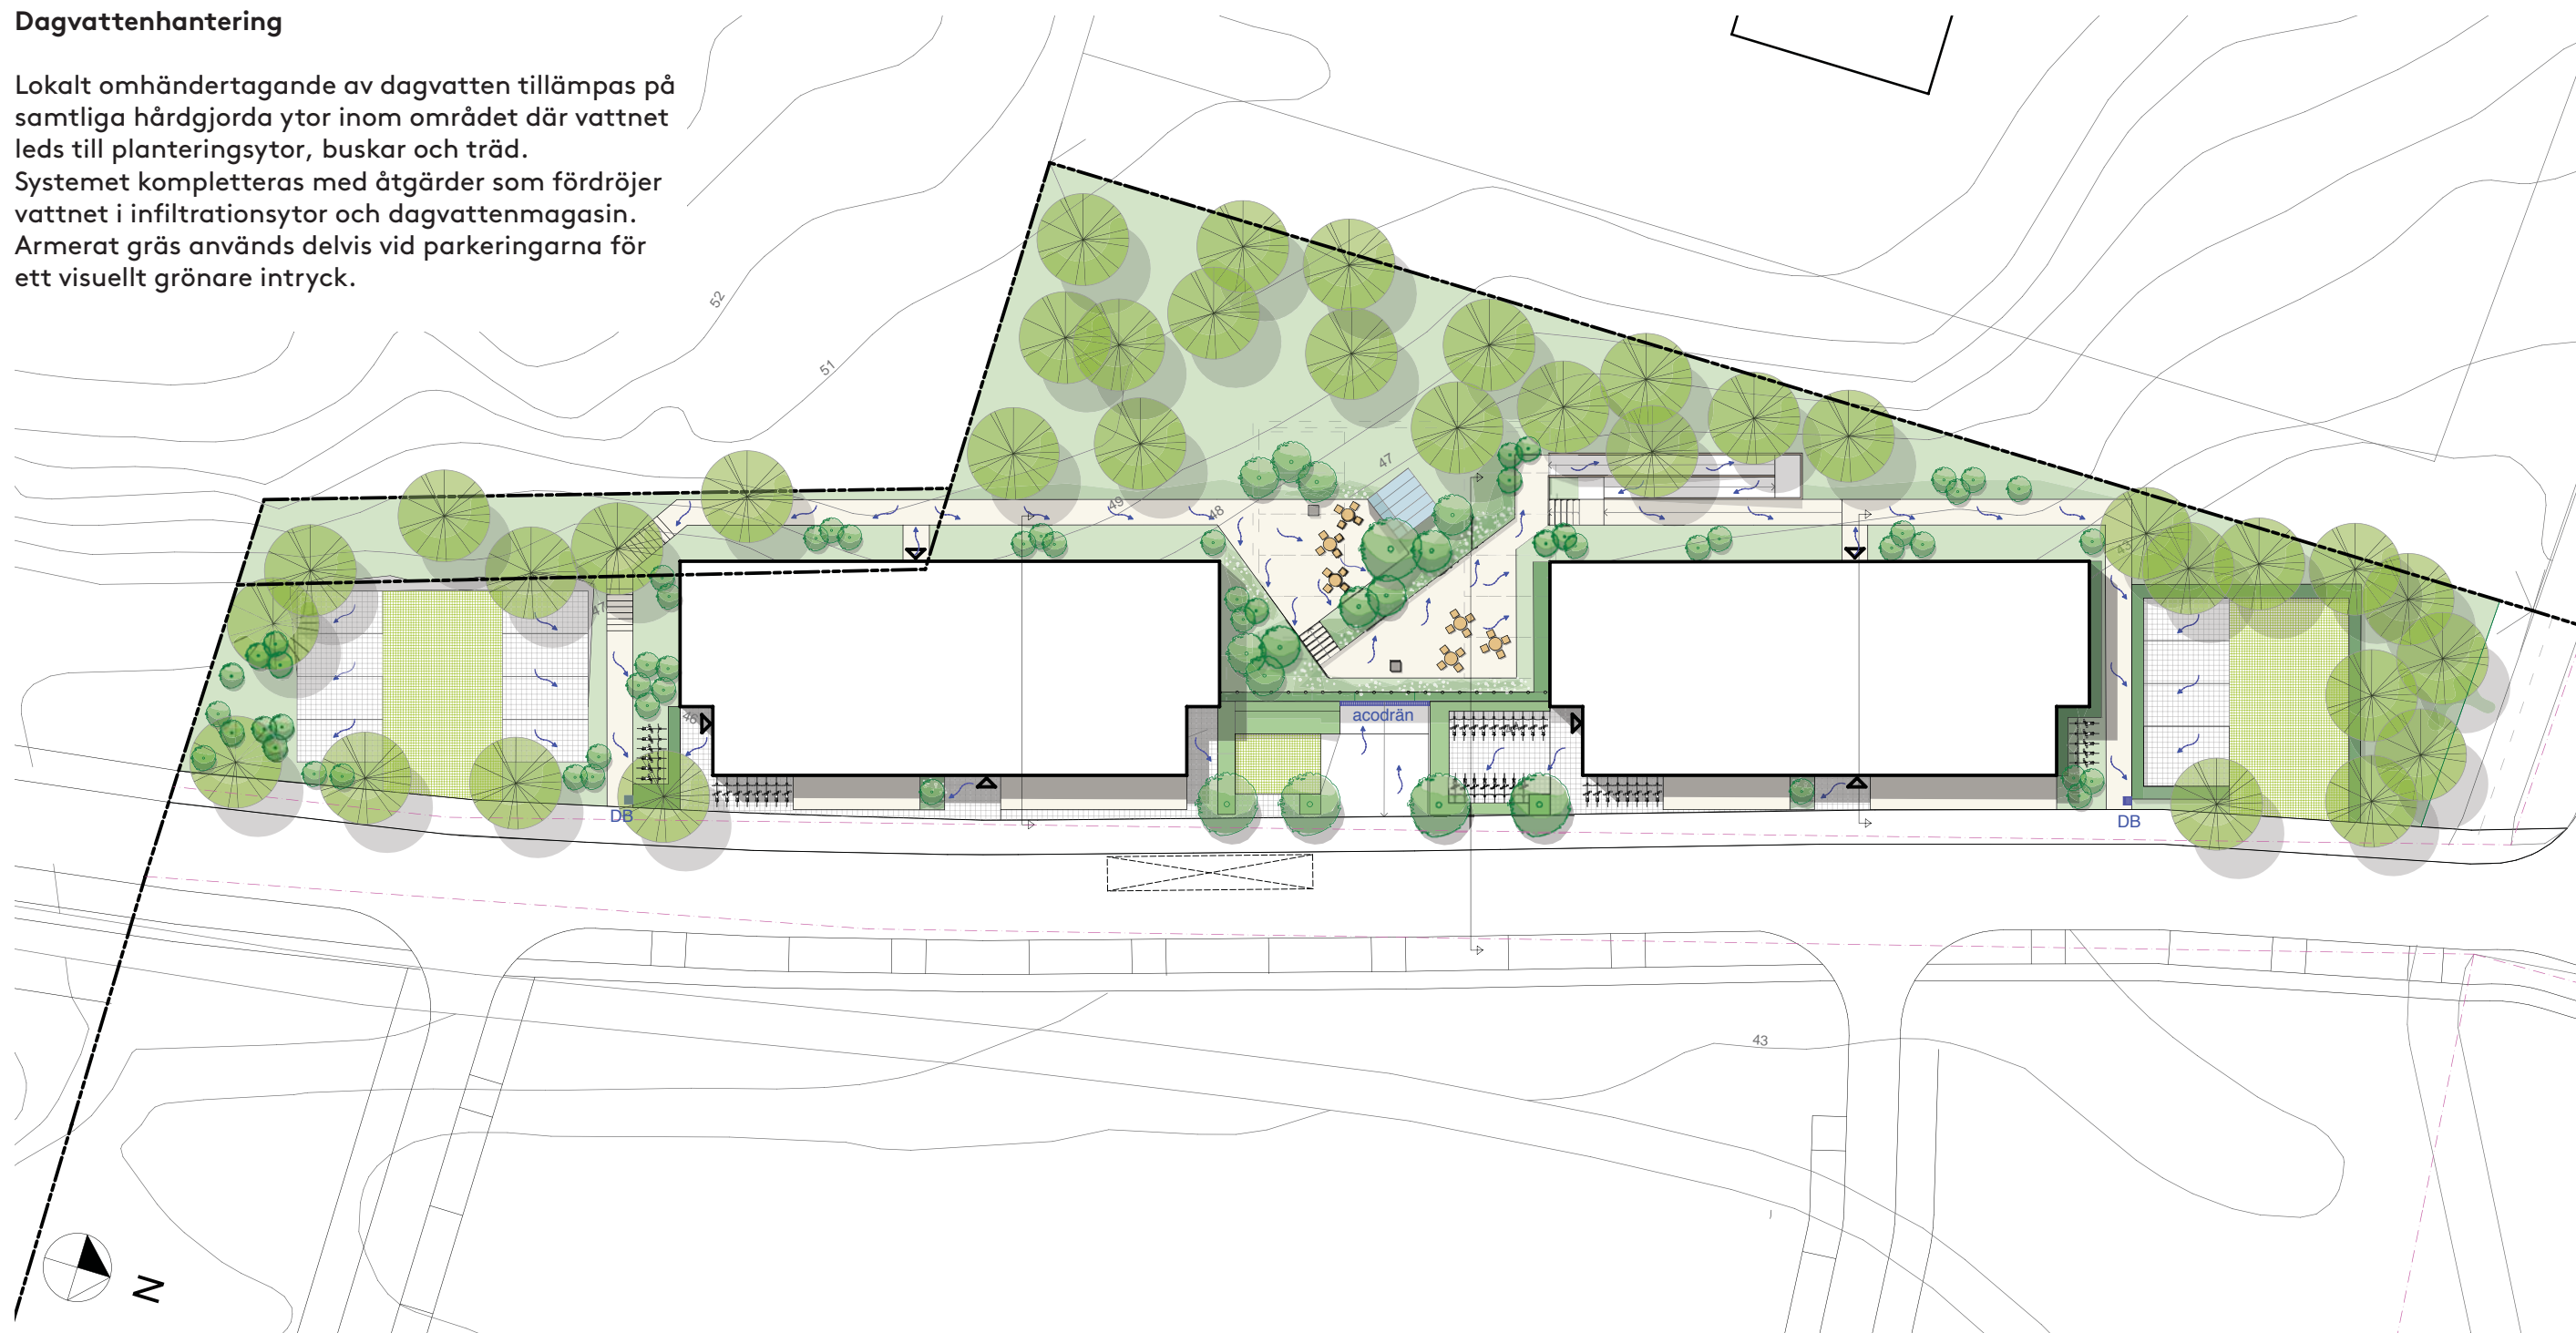 Dagvattenhantering
Lokalt omhändertagande av dagvatten tillämpas på
samtliga hårdgjorda ytor inom området där vattnet
leds till planteringsytor, buskar och träd.
Systemet kompletteras med åtgärder som fördröjer
vattnet i infiltrationsytor och dagvattenmagasin.
Armerat gräs används delvis vid parkeringarna för
ett visuellt grönare intryck.
52
51
47
49
48
47
46
acodrän
DB
DB
43
N